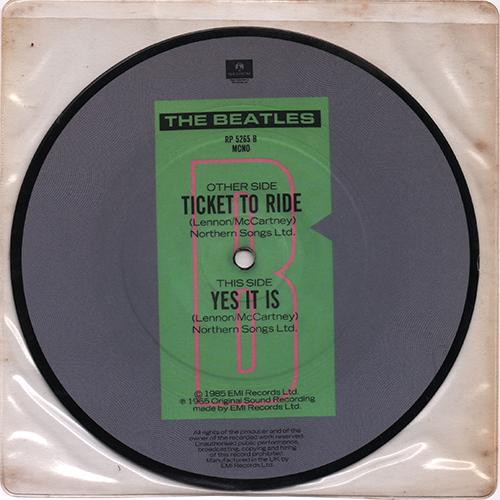 PARLOPHONE
THE BEATLES
RP 5265 B
MONO
OTHER SIDE
TICKET TO RIDE
(Lennon/McCartney)
Northern Songs Ltd.
THIS SIDE
YES IT IS
(Lennon/McCartney)
Northern Songs Ltd.
B
© 1985 EMI Records Ltd.
℗ 1965 Original Sound Recording
made by EMI Records Ltd.
All rights of the producer and of the
owner of the recorded work reserved.
Unauthorised public performance,
broadcasting, copying and hiring
of this record prohibited.
Manufactured in the UK by
EMI Records Ltd.